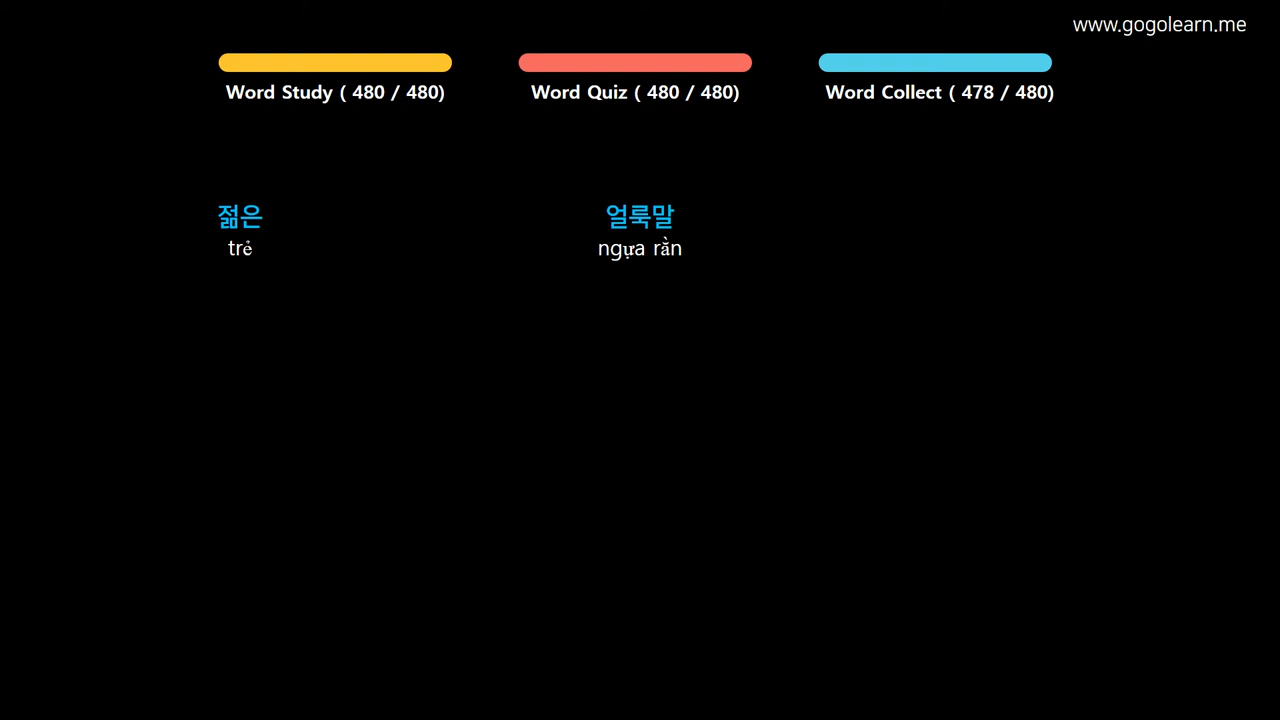 www.gogolearn.me
Word Study ( 480 / 480)
Word Quiz ( 480 / 480)
Word Collect ( 478 / 480)
젊은
trẻ
얼룩말
ngựa rằn